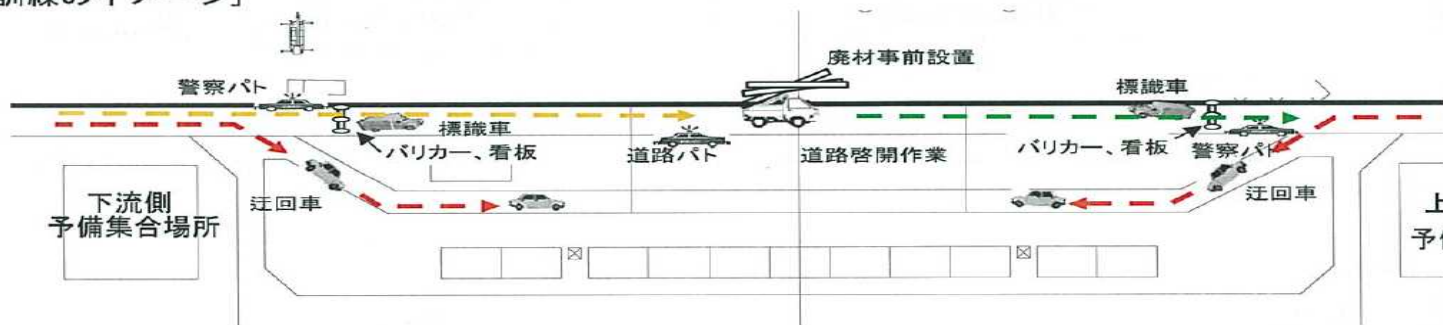 廃材事前設置
警察パト
標識車
標識車
バリカー、看板
道路パト
道路啓開作業
バリカー、看板
警察パト
下流側
予備集合場所
迂回車
迂回車
上